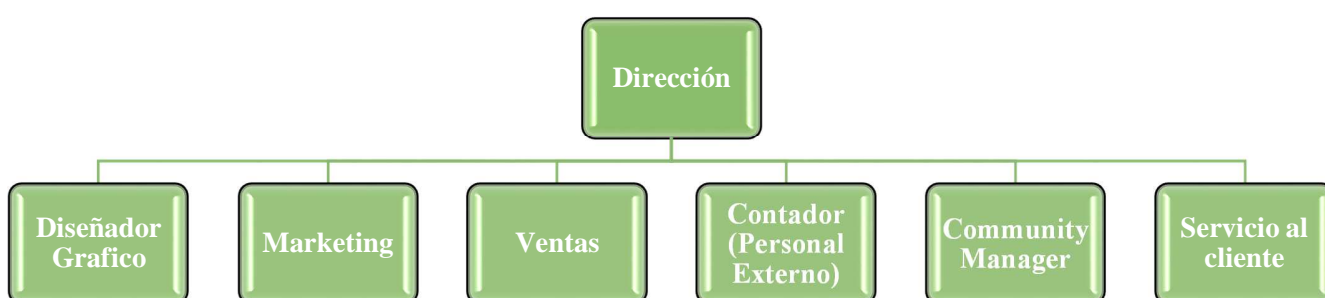 Dirección
Diseñador
Grafico
Marketing
Ventas
Contador
(Personal
Externo)
Community
Manager
Servicio al
cliente